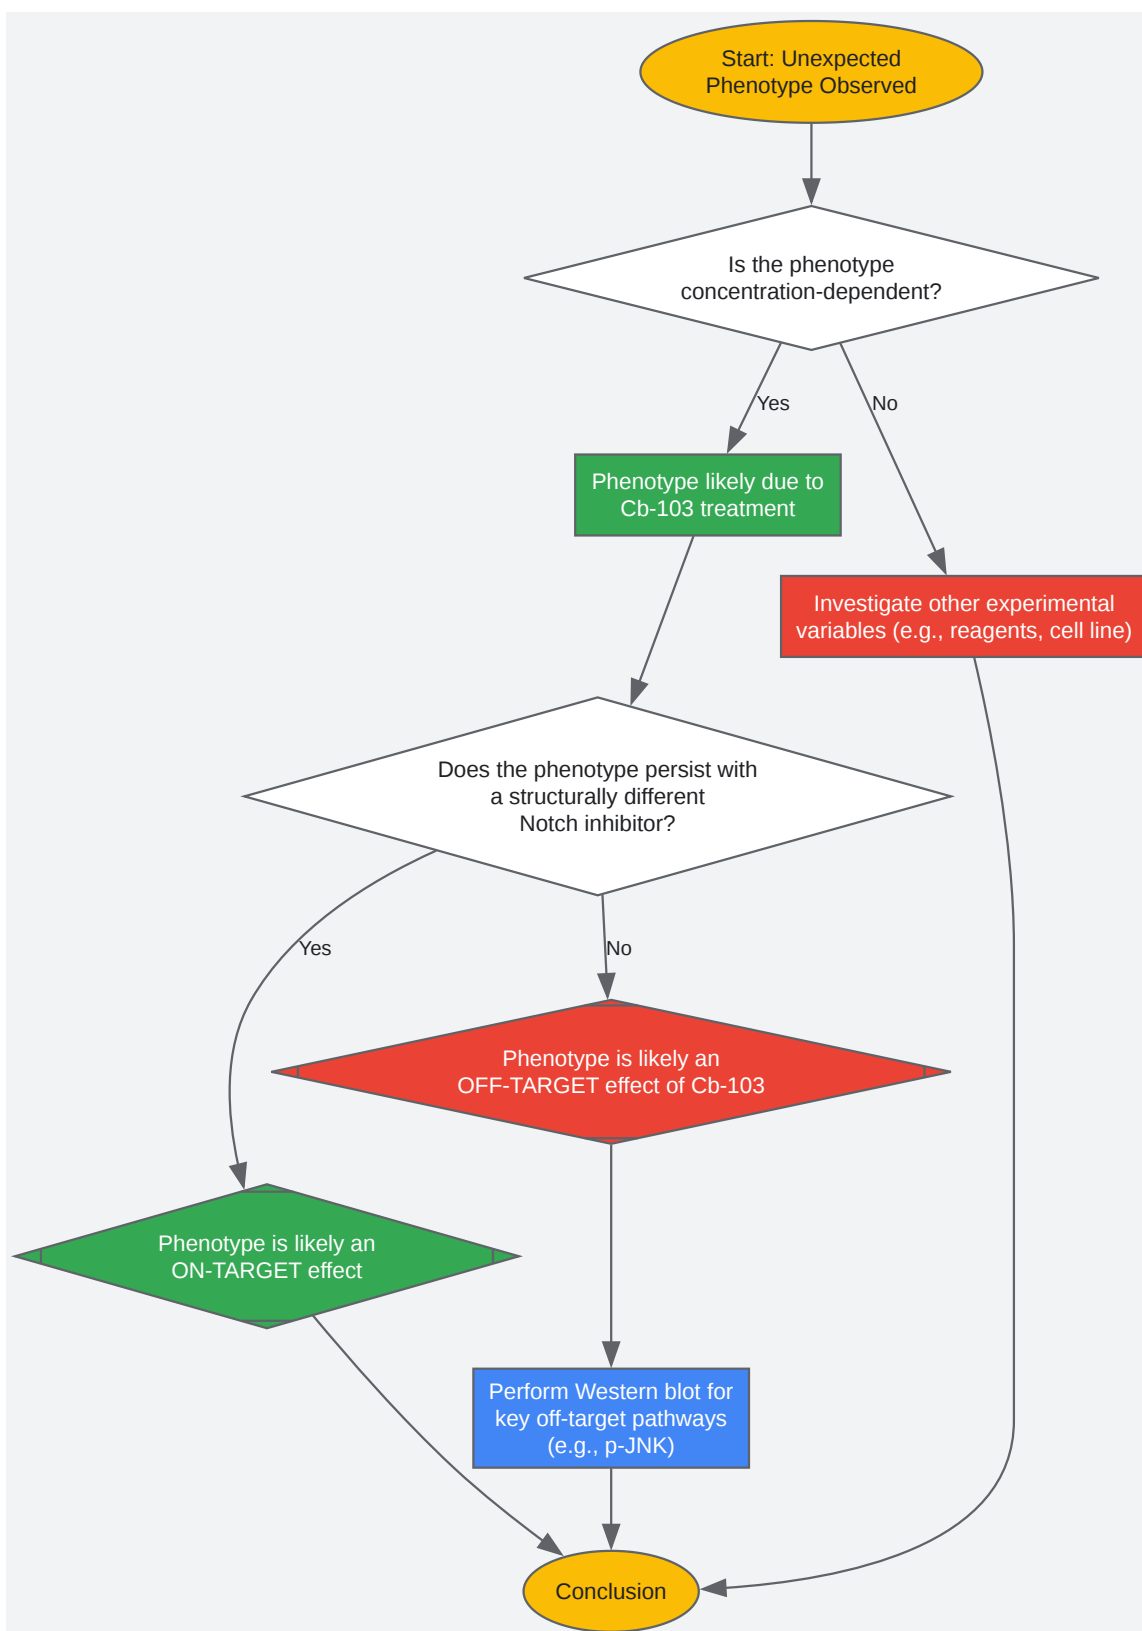 Start: Unexpected
Phenotype Observed
Is the phenotype
concentration-dependent?
Yes
No
Phenotype likely due to
Cb-103 treatment
Investigate other experimental
variables (e.g., reagents, cell line)
Does the phenotype persist with
a structurally different
Notch inhibitor?
Yes
No
Phenotype is likely an
OFF-TARGET effect of Cb-103
Phenotype is likely an
ON-TARGET effect
Perform Western blot for
key off-target pathways
(e.g., p-JNK)
Conclusion